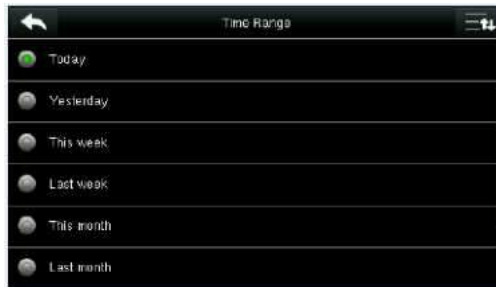 Time Range
Today
Yesterday
This week
Last week
This month
Last month